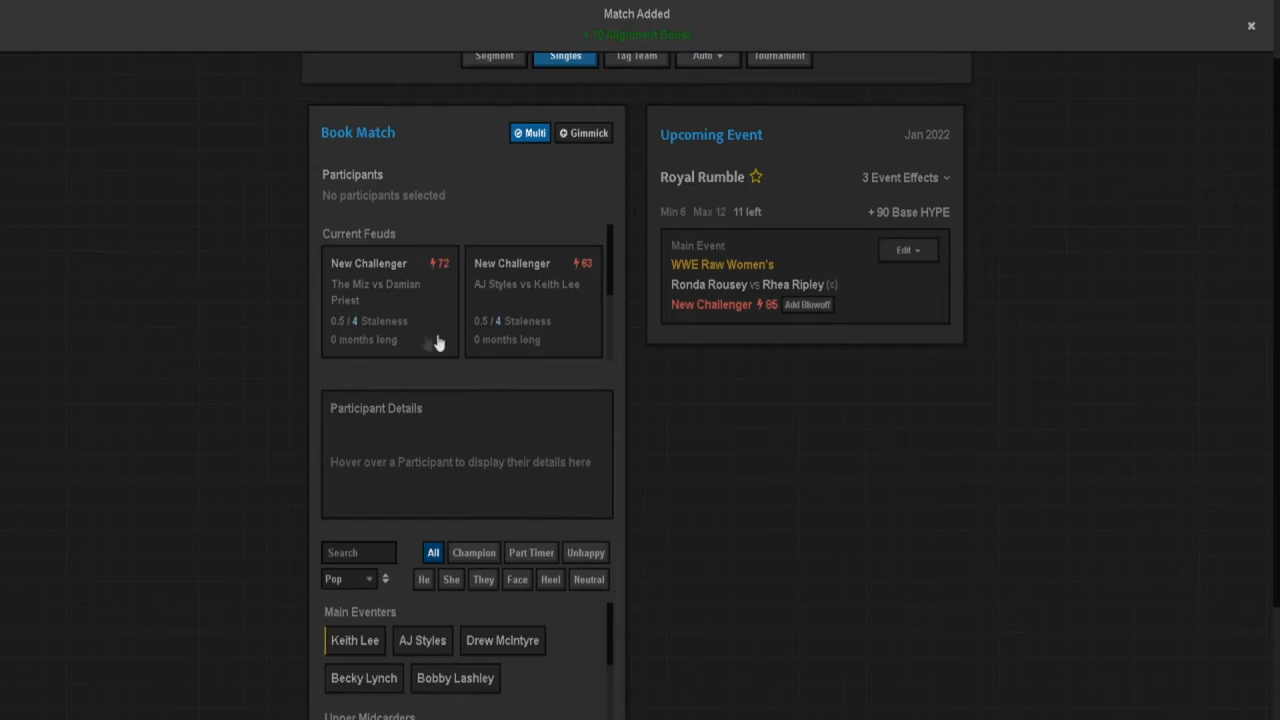 Match Added
+ 10 Alignment Boost
Segment Singles Tag Team Auto Tournament
Book Match Multi Gimmick
Participants
No participants selected
Current Feuds
New Challenger 72
The Miz vs Damian
Priest
0.5 / 4 Staleness
0 months long
New Challenger 63
AJ Styles vs Keith Lee
0.5 / 4 Staleness
0 months long
Participant Details
Hover over a Participant to display their details here
Search All Champion Part Timer Unhappy
Pop He She They Face Heel Neutral
Main Eventers
Keith Lee AJ Styles Drew McIntyre
Becky Lynch Bobby Lashley
Upper Midcarders
Upcoming Event Jan 2022
Royal Rumble 3 Event Effects
Min 6 Max 12 11 left + 90 Base HYPE
Main Event Edit
WWE Raw Women's
Ronda Rousey vs Rhea Ripley (c)
New Challenger 85 Add Blowoff